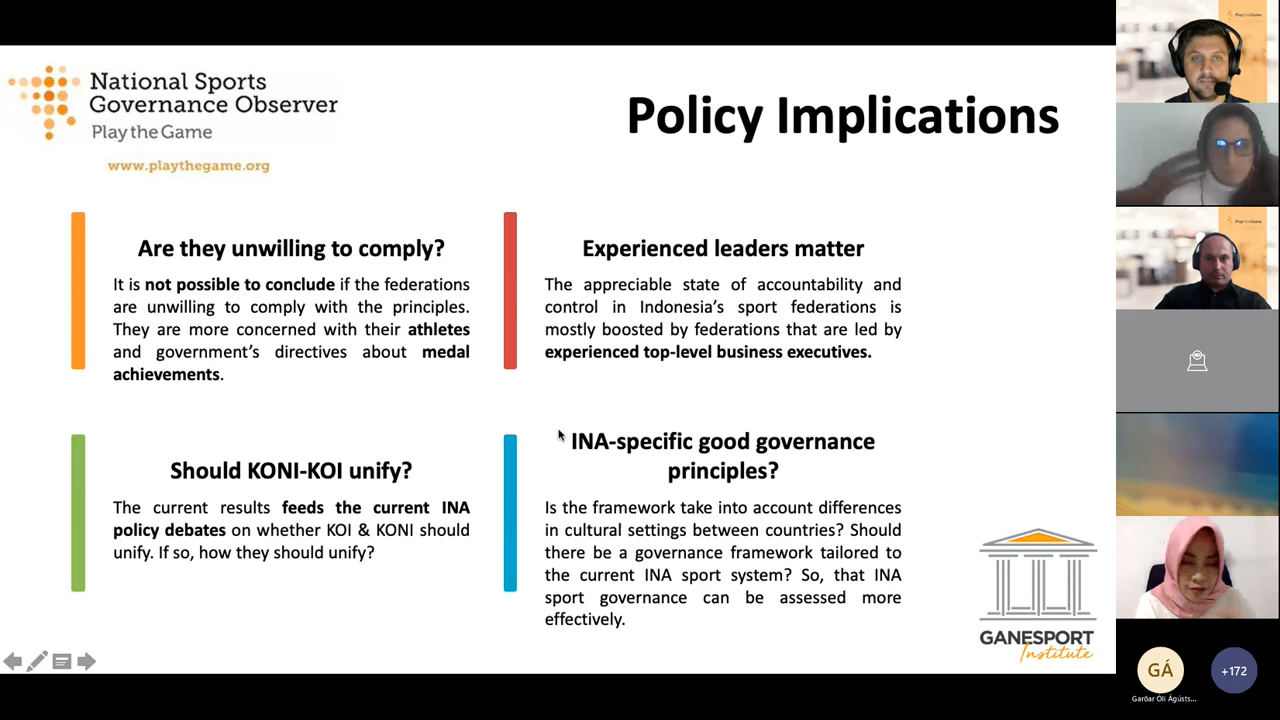 National Sports
Governance Observer
Play the Game
www.playthegame.org
Policy Implications
Are they unwilling to comply?
It is not possible to conclude if the federations
are unwilling to comply with the principles.
They are more concerned with their athletes
and government's directives about medal
achievements.
Experienced leaders matter
The appreciable state of accountability and
control in Indonesia's sport federations is
mostly boosted by federations that are led by
experienced top-level business executives.
Should KONI-KOI unify?
The current results feeds the current INA
policy debates on whether KOI & KONI should
unify. If so, how they should unify?
INA-specific good governance
principles?
Is the framework take into account differences
in cultural settings between countries? Should
there be a governance framework tailored to
the current INA sport system? So, that INA
sport governance can be assessed more
effectively.
GANESPORT
Institute
Play the Game
Play the Game
GÁ
+172
Garðar Óli Ágústs...